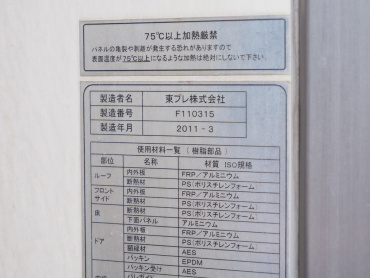 75℃以上加熱厳禁
パネルの亀裂や剥離が発生する恐れがありますので
表面温度が75℃以上になるような加熱は絶対にしないで下さい。
製造者名 東プレ株式会社
製造番号 F110315
製造年月 2011-3
使用材料一覧(樹脂部品)
部位 名称 材質 ISO規格
ルーフ 内外板 FRP/アルミニウム
断熱材 PS(ポリスチレンフォーム)
フロント サイド 内外板 FRP/アルミニウム
断熱材 PS(ポリスチレンフォーム)
床 断熱材 PS(ポリスチレンフォーム)
下面パネル アルミニウム
ドア 内外板 FRP/アルミニウム
断熱材 PS(ポリスチレンフォーム)
額縁材 AES
パッキン EPDM
パッキン受け AES